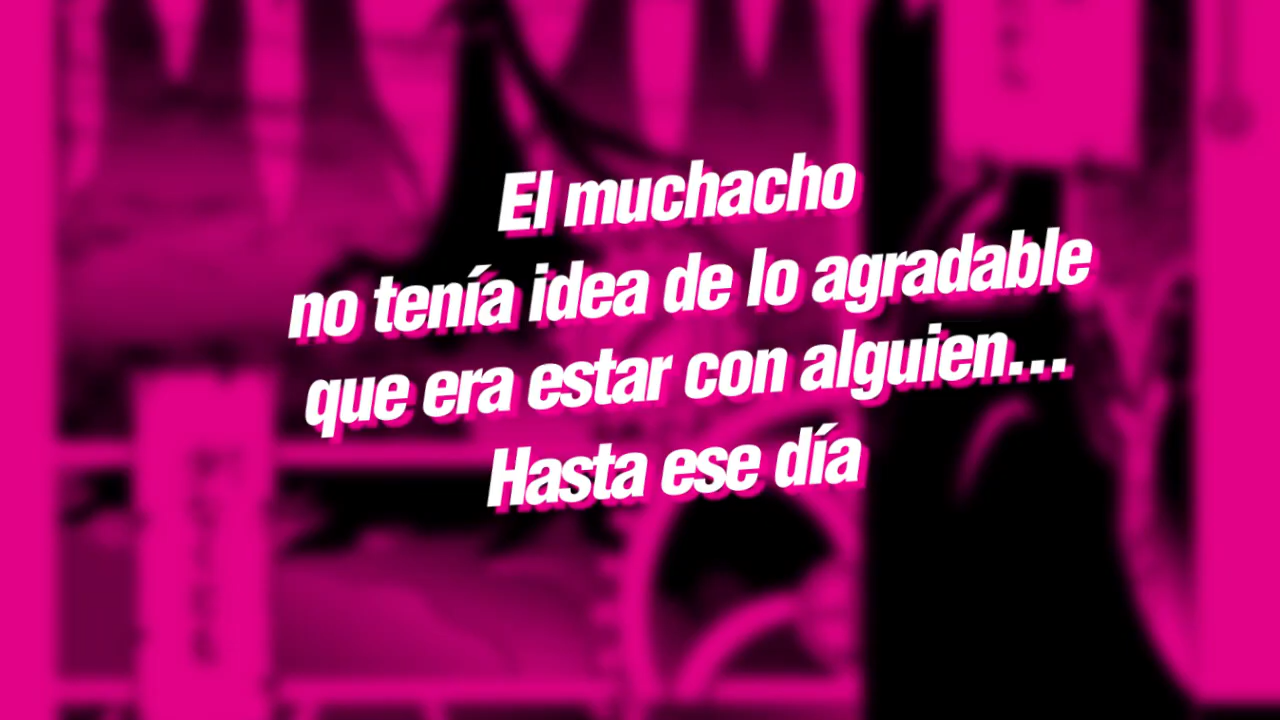 El muchacho
no tenía idea de lo agradable
que era estar con alguien...
Hasta ese día